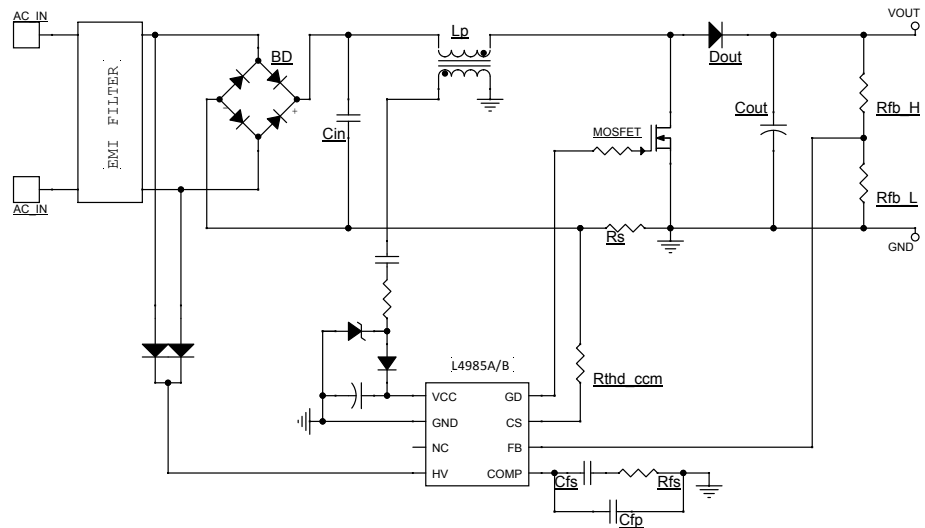 AC_IN
EMI FILTER
AC_IN
BD
-
+
Cin
Lp
MOSFET
Dout
VOUT
Cout
Rfb_H
Rfb_L
GND
Rs
Rthd_ccm
L4985A/B
VCC
GD
GND
CS
NC
FB
HV
COMP
Cfs
Rfs
Cfp